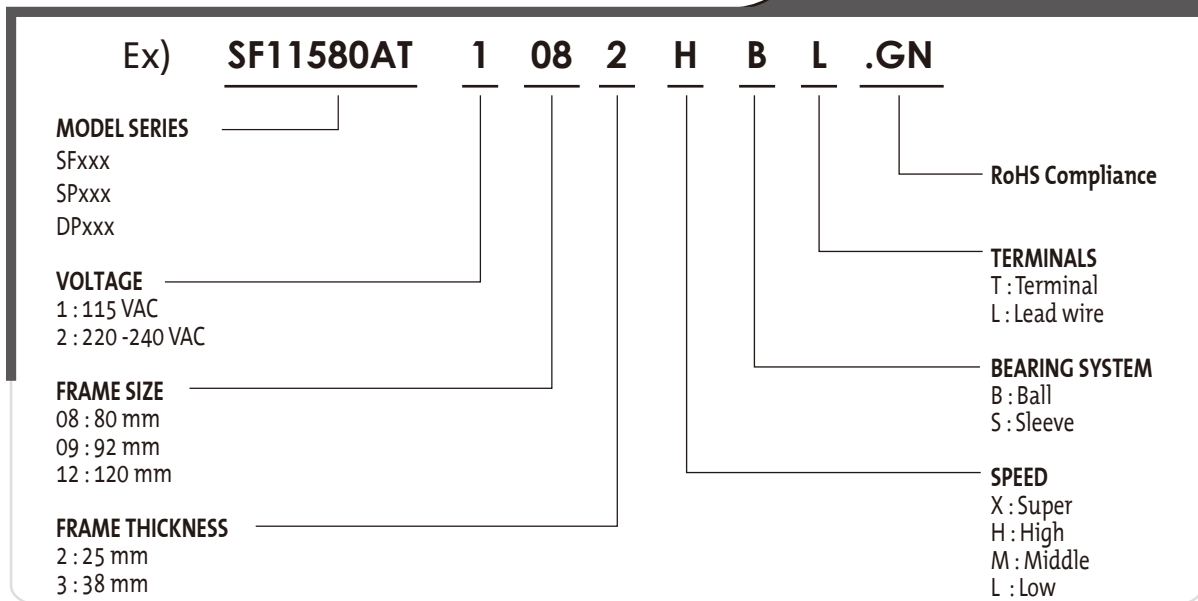 Ex) SF11580AT 1 08 2 H B L .GN
MODEL SERIES
SFxxx
SPxxx
DPxxx
VOLTAGE
1 : 115 VAC
2 : 220 -240 VAC
FRAME SIZE
08 : 80 mm
09 : 92 mm
12 : 120 mm
FRAME THICKNESS
2 : 25 mm
3 : 38 mm
RoHS Compliance
TERMINALS
T : Terminal
L : Lead wire
BEARING SYSTEM
B : Ball
S : Sleeve
SPEED
X : Super
H : High
M : Middle
L : Low